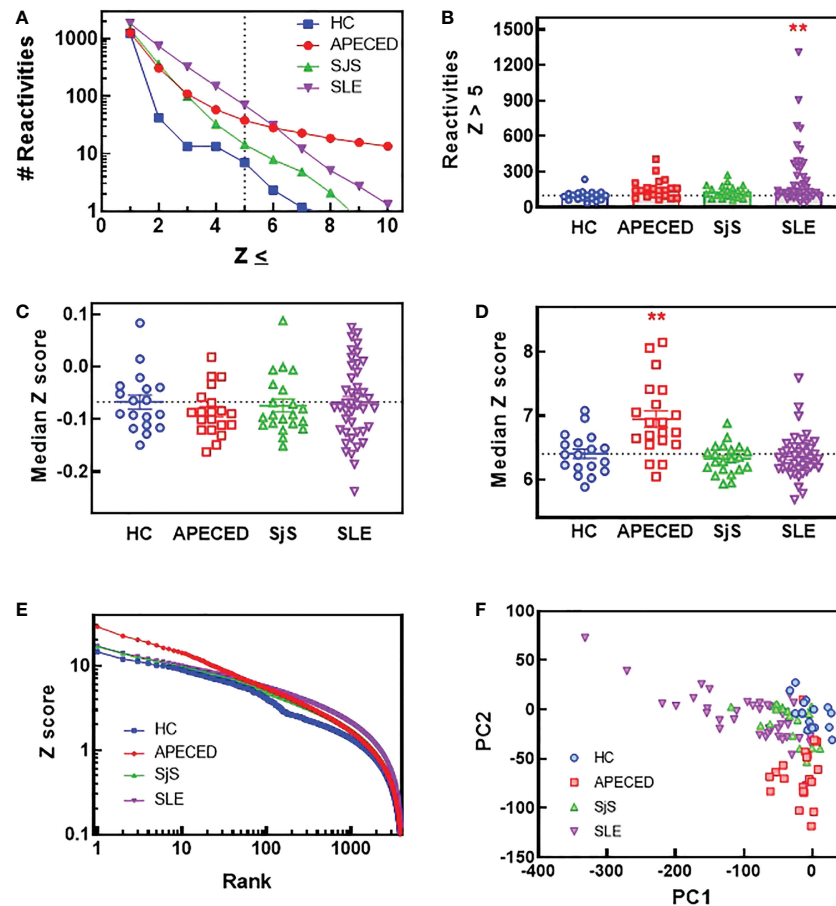 A
# Reactivities
1000
100
10
1
0 2 4 6 8 10
Z ≤
HC
APECED
SJS
SLE
B
Reactivities
Z > 5
1500
1200
900
600
300
0
**
HC APECED SjS SLE
C
Median Z score
0.1
0.0
-0.1
-0.2
HC APECED SjS SLE
D
Median Z score
8
7
6
**
HC APECED SjS SLE
E
Z score
10
1
0.1
1 10 100 1000
Rank
HC
APECED
SjS
SLE
F
PC2
100
50
0
-50
-100
-150
-400 -300 -200 -100 0
PC1
HC
APECED
SjS
SLE